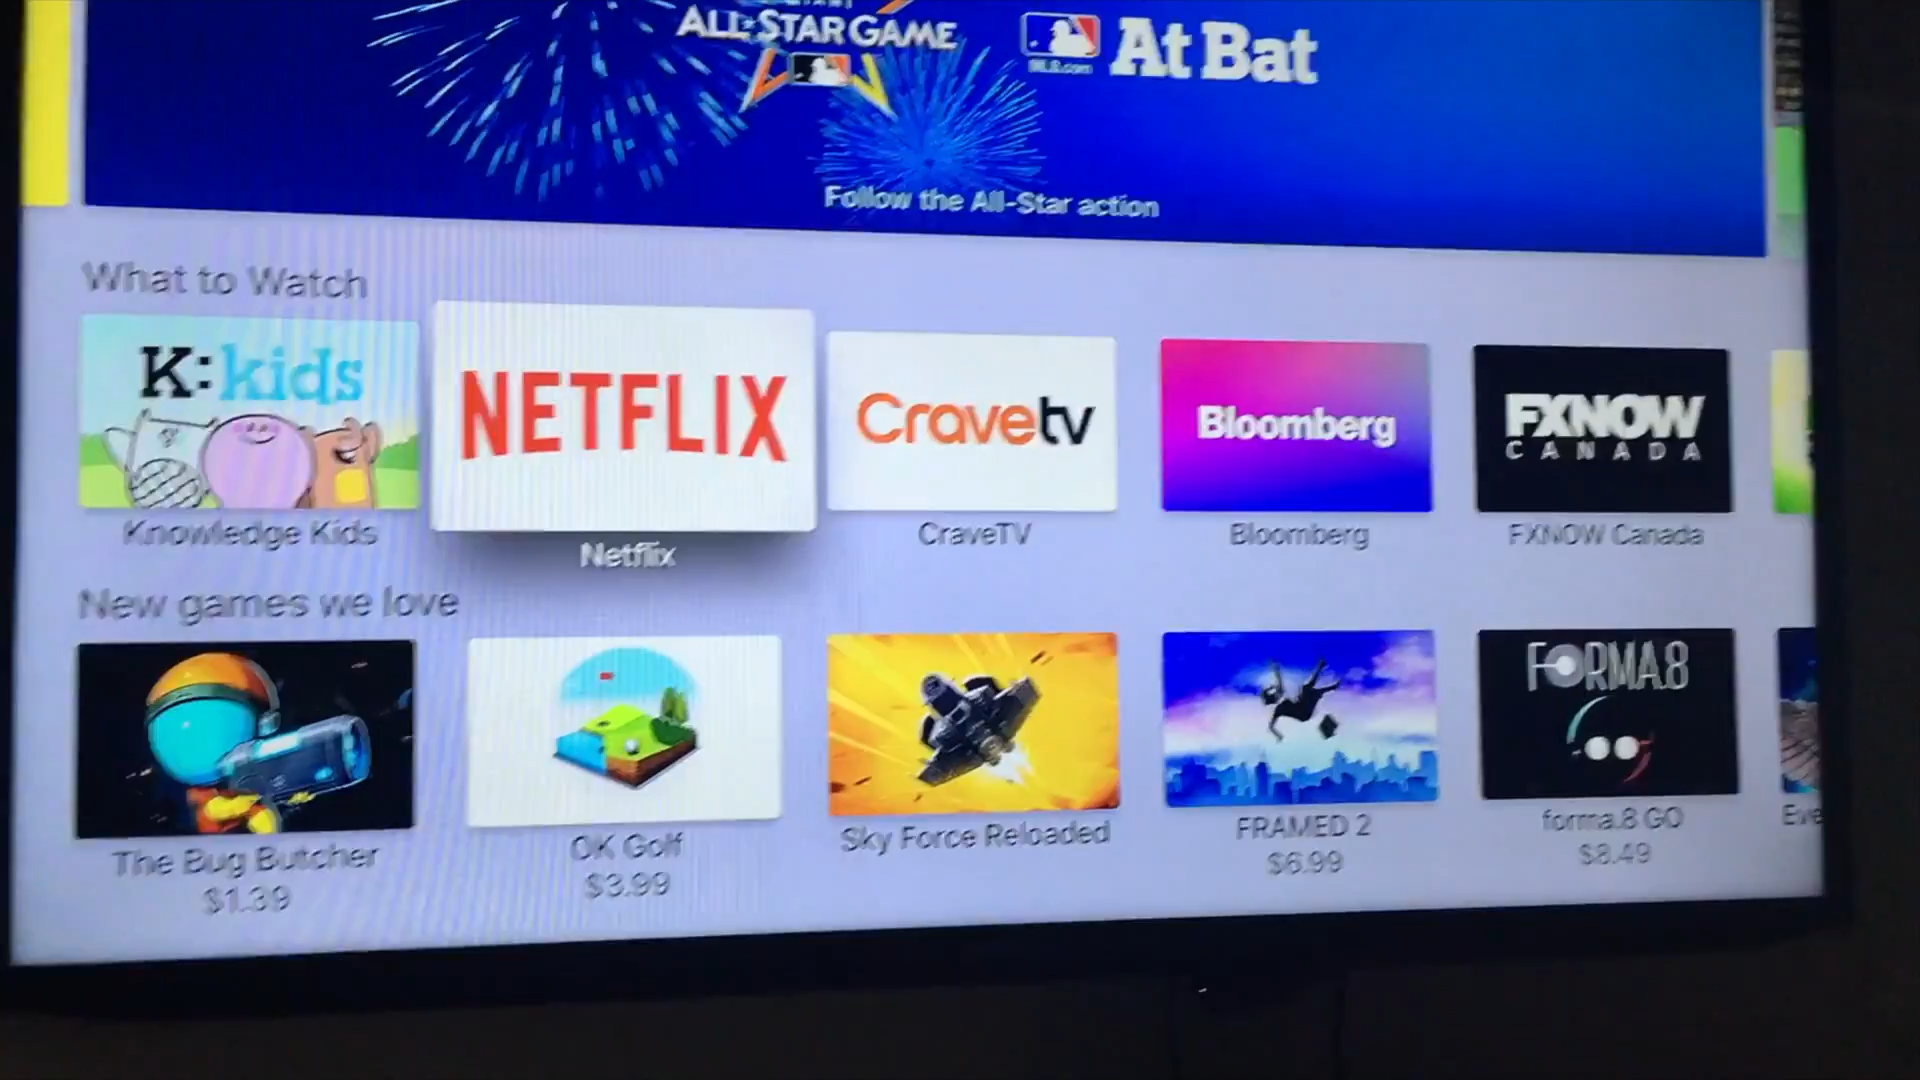 ALL★STAR GAME
MLB.com At Bat
Follow the All-Star action
What to Watch
K:kids
NETFLIX
Cravetv
Bloomberg
FXNOW
CANADA
Knowledge Kids
Netflix
CraveTV
Bloomberg
FXNOW Canada
New games we love
FORMA.8
The Bug Butcher
$1.39
OK Golf
$3.99
Sky Force Reloaded
FRAMED 2
$6.99
forma.8 GO
$8.49
Eve